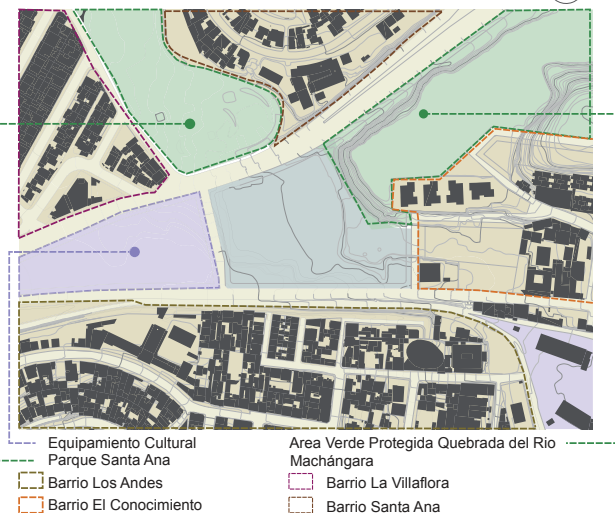 Equipamiento Cultural
Parque Santa Ana
Barrio Los Andes
Barrio El Conocimiento
Area Verde Protegida Quebrada del Rio
Machángara
Barrio La Villaflora
Barrio Santa Ana